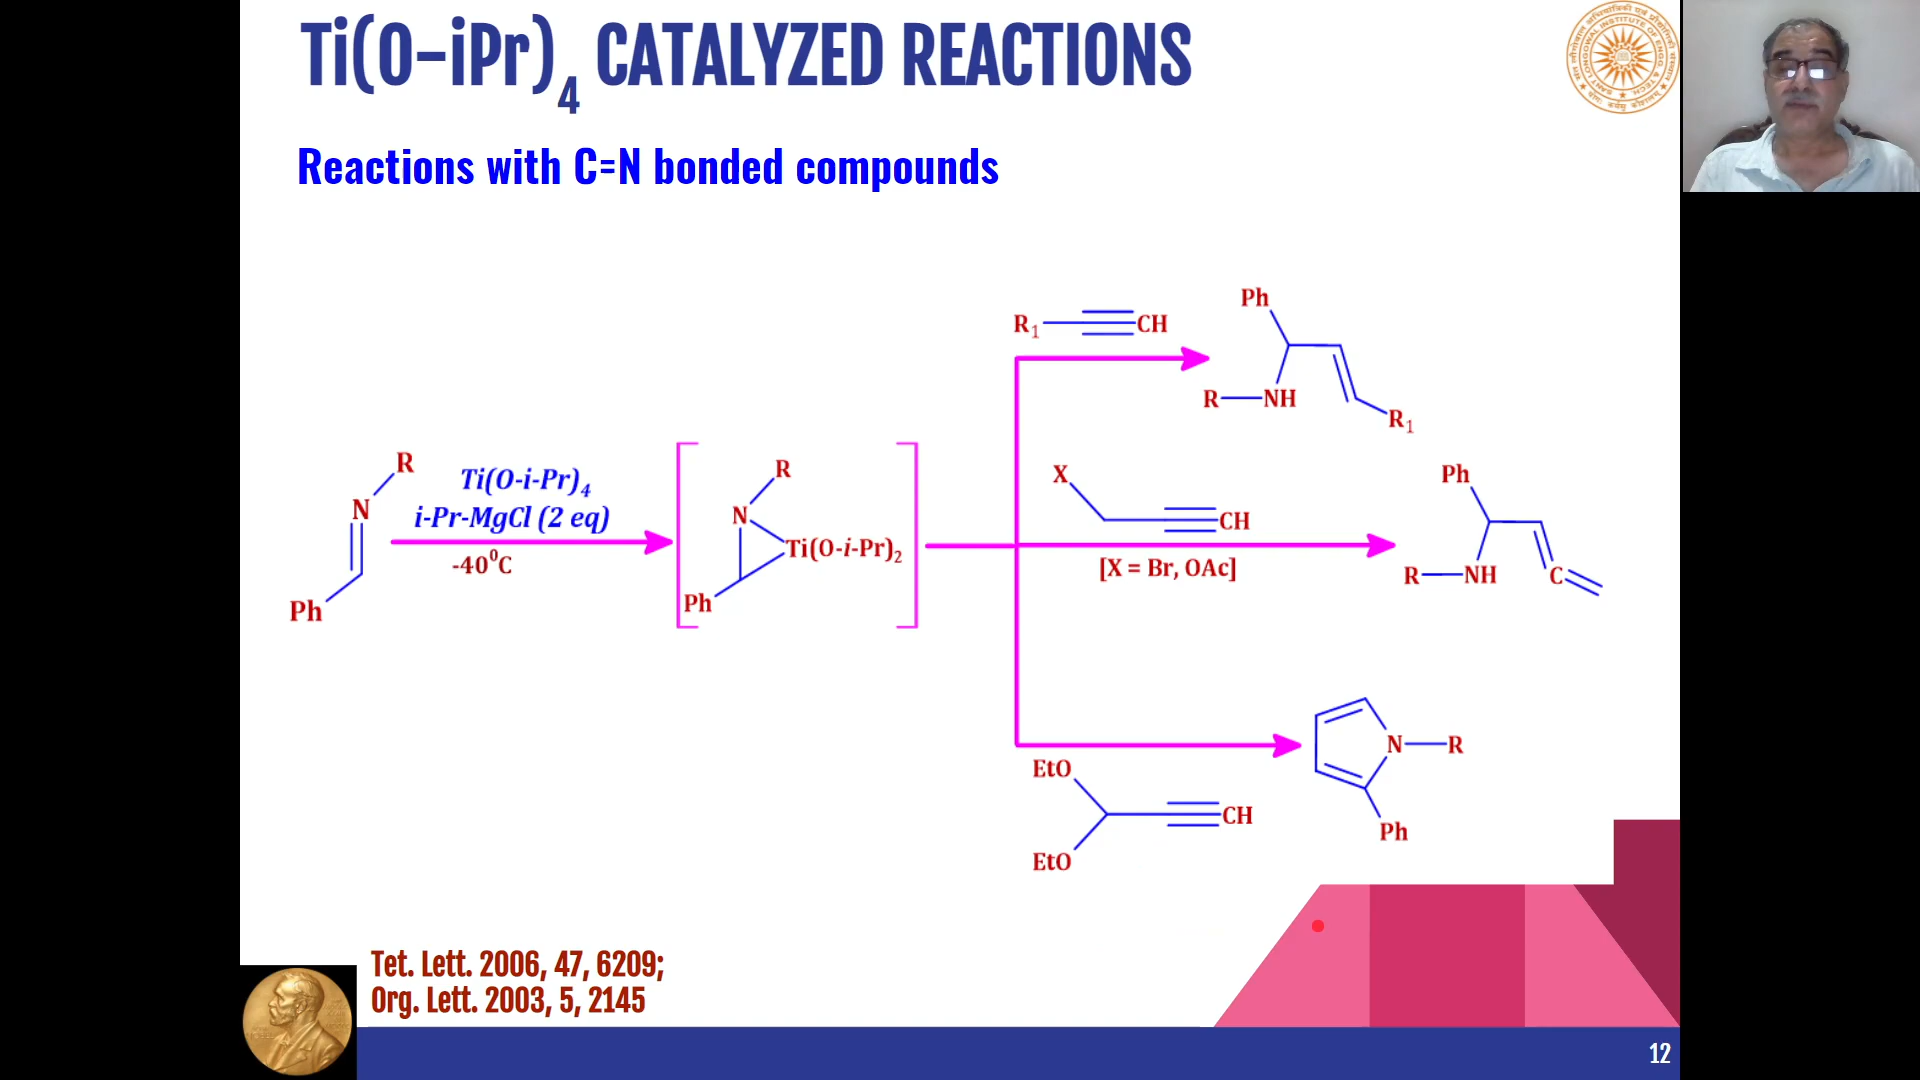 Ti(O-iPr)4 CATALYZED REACTIONS
Reactions with C=N bonded compounds
R
N
Ph
Ti(O-i-Pr)4
i-Pr-MgCl (2 eq)
-40⁰C
R
N
Ti(O-i-Pr)2
Ph
R1
CH
Ph
R
NH
R1
X
CH
[X = Br, OAc]
Ph
R
NH
C
EtO
EtO
CH
N
R
Ph
Tet. Lett. 2006, 47, 6209;
Org. Lett. 2003, 5, 2145
12